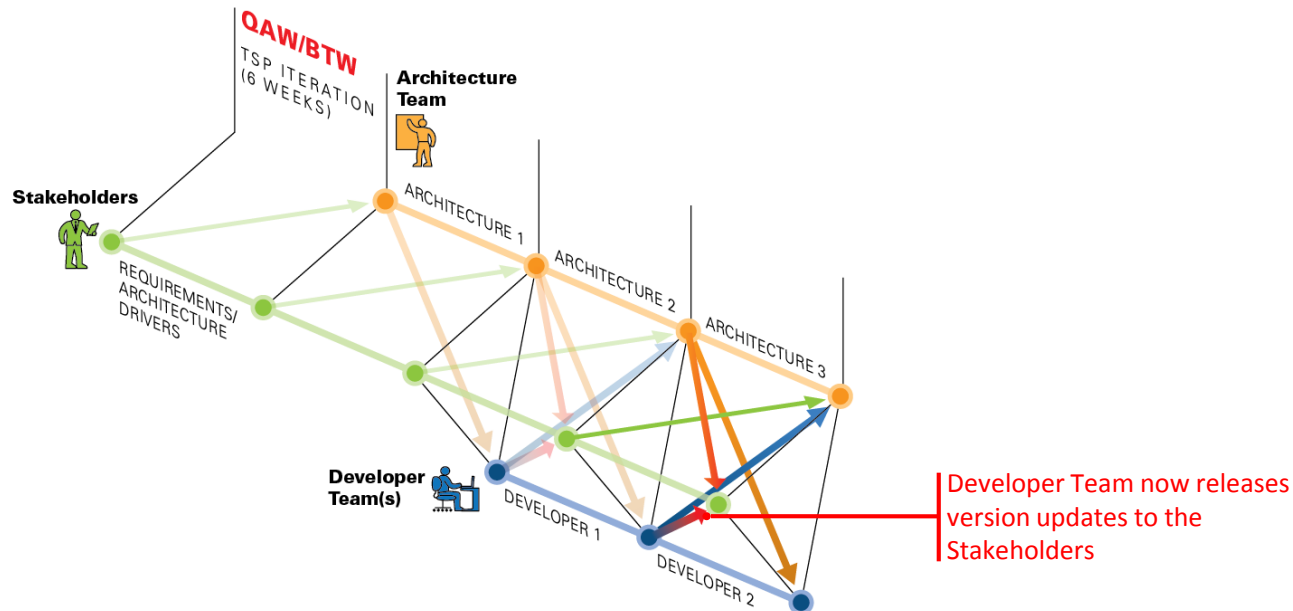 QAW/BTW
TSP ITERATION
(6 WEEKS)
Architecture
Team
Stakeholders
ARCHITECTURE 1
ARCHITECTURE 2
ARCHITECTURE 3
REQUIREMENTS/
ARCHITECTURE
DRIVERS
Developer
Team(s)
DEVELOPER 1
DEVELOPER 2
Developer Team now releases
version updates to the
Stakeholders